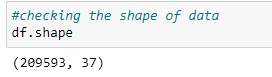 #checking the shape of data
df.shape
(209593, 37)